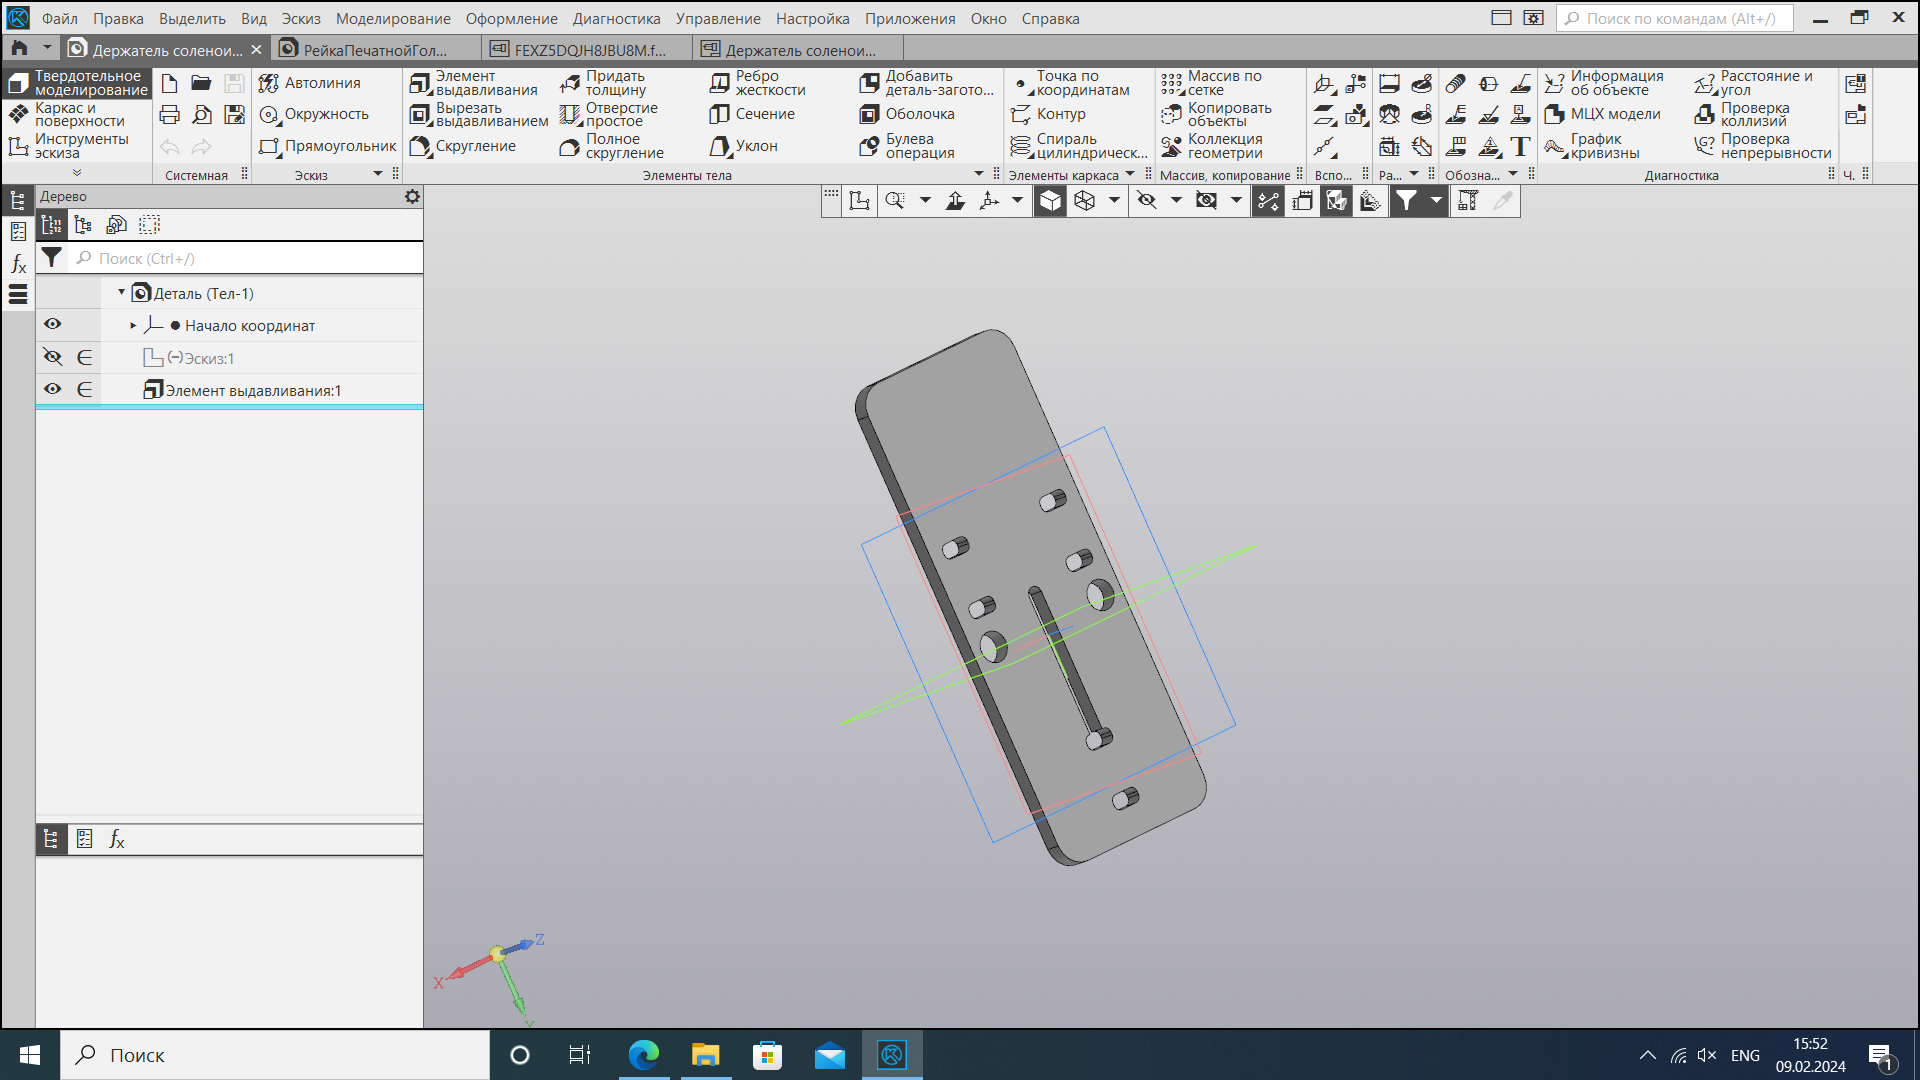 Файл Правка Выделить Вид Эскиз Моделирование Оформление Диагностика Управление Настройка Приложения Окно Справка
Поиск по командам (Alt+/)
Держатель соленои...
РейкаПечатнойГол...
FEXZ5DQJH8JBU8M.f...
Держатель соленои...
Твердотельное
моделирование
Каркас и
поверхности
Инструменты
эскиза
Системная
Автолиния
Окружность
Прямоугольник
Эскиз
Элемент
выдавливания
Вырезать
выдавливанием
Скругление
Придать
толщину
Отверстие
простое
Полное
скругление
Ребро
жесткости
Сечение
Уклон
Добавить
деталь-загото...
Оболочка
Булева
операция
Элементы тела
Точка по
координатам
Контур
Спираль
цилиндрическ...
Элементы каркаса
Массив по
сетке
Копировать
объекты
Коллекция
геометрии
Массив, копирование
Вспо...
Ра...
Обозна...
Информация
об объекте
МЦХ модели
График
кривизны
Расстояние и
угол
Проверка
коллизий
Проверка
непрерывности
Диагностика
Ч.
Дерево
Поиск (Ctrl+/)
Деталь (Тел-1)
Начало координат
(−)Эскиз:1
Элемент выдавливания:1
Z
X
Y
Поиск
ENG
15:52
09.02.2024
1